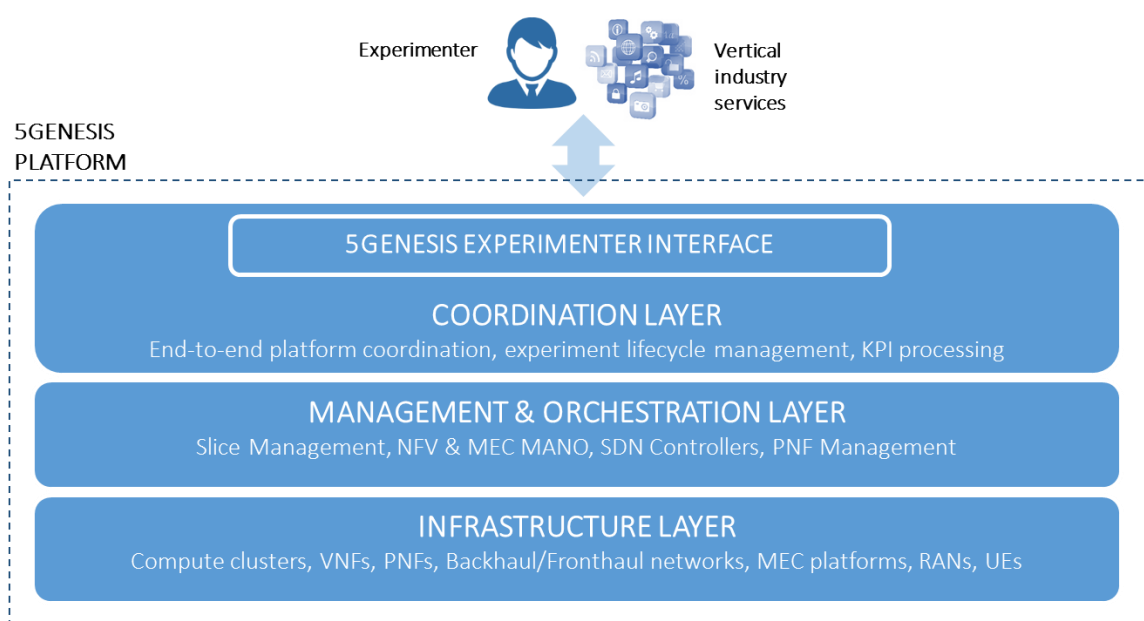 Experimenter
Vertical
industry
services
5GENESIS
PLATFORM
5GENESIS EXPERIMENTER INTERFACE
COORDINATION LAYER
End-to-end platform coordination, experiment lifecycle management, KPI processing
MANAGEMENT & ORCHESTRATION LAYER
Slice Management, NFV & MEC MANO, SDN Controllers, PNF Management
INFRASTRUCTURE LAYER
Compute clusters, VNFs, PNFs, Backhaul/Fronthaul networks, MEC platforms, RANs, UEs